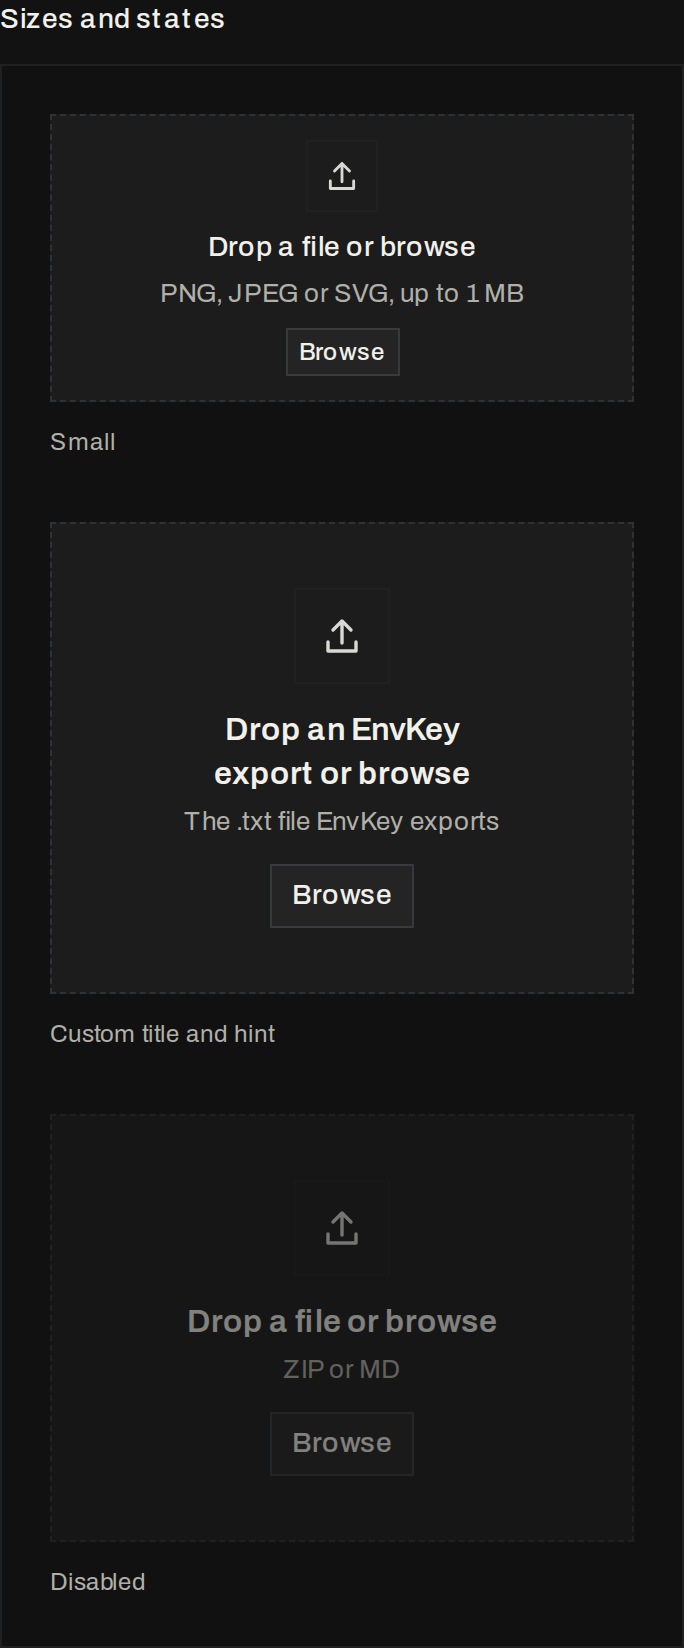 Sizes and states
Drop a file or browse
PNG, JPEG or SVG, up to 1 MB
Browse
Small
Drop an EnvKey
export or browse
The .txt file EnvKey exports
Browse
Custom title and hint
Drop a file or browse
ZIP or MD
Browse
Disabled